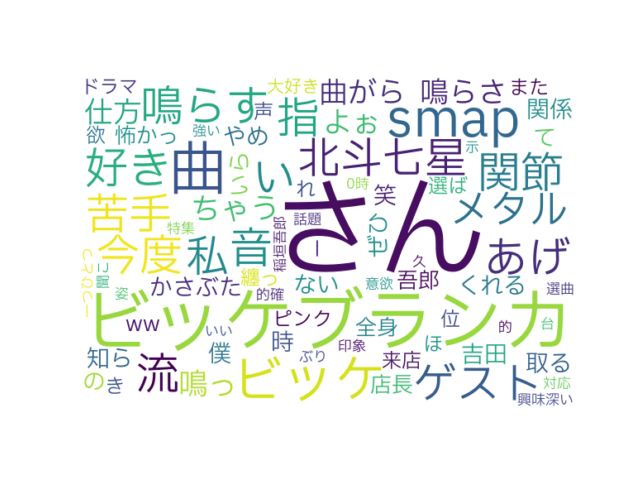 ドラマ
大好き
曲がら
鳴らさ
また
仕方
鳴らす
声
指
よぉ
smap
関係
欲
怖かっ
強い
やめ
て
示
好き
曲
い
北斗七星
関節
らしい
れ
0時
選ば
メタル
苦手
ちゃう
笑
さん
特集
話題
ー
今度
私
音
稲垣吾郎
あげ
久
吾郎
聞こ
纏っ
ない
意欲
くれる
選曲
姿
かさぶた
的確
ビッケブランカ
ww
いい
ピンク
全身
位
的
台
知ら
僕
時
印象
ほ
吉田
流
ぶり
来店
取る
の
き
鳴っ
ビッケ
店長
ゲスト
対応
興味深い